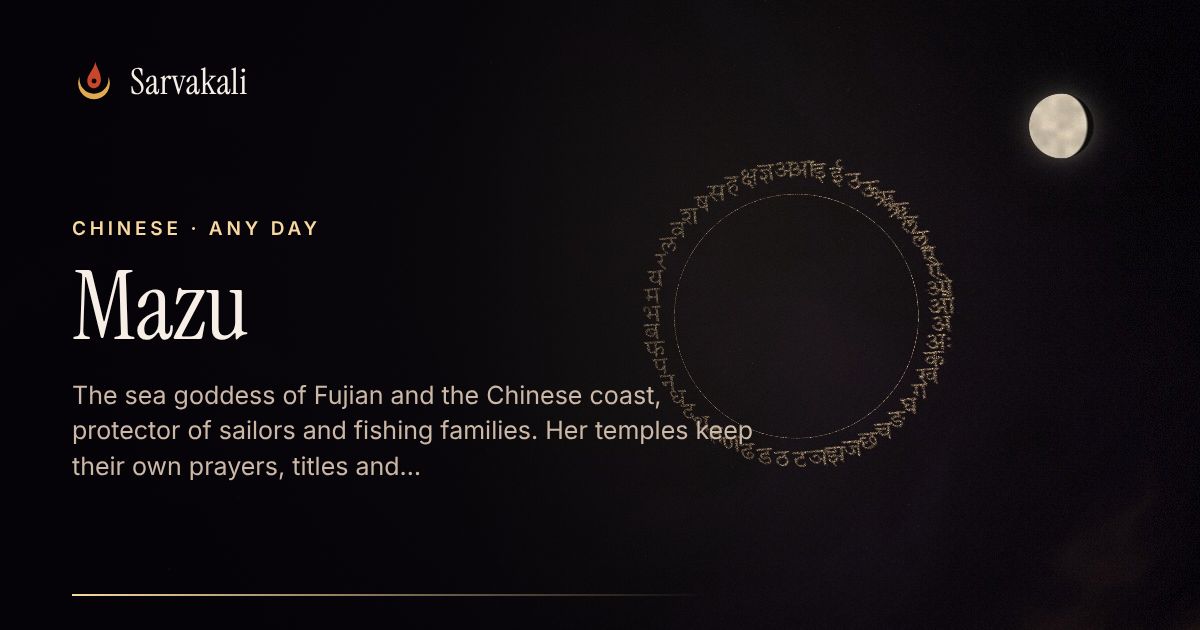 Sarvakali
CHINESE · ANY DAY
Mazu
The sea goddess of Fujian and the Chinese coast,
protector of sailors and fishing families. Her temples keep
their own prayers, titles and...